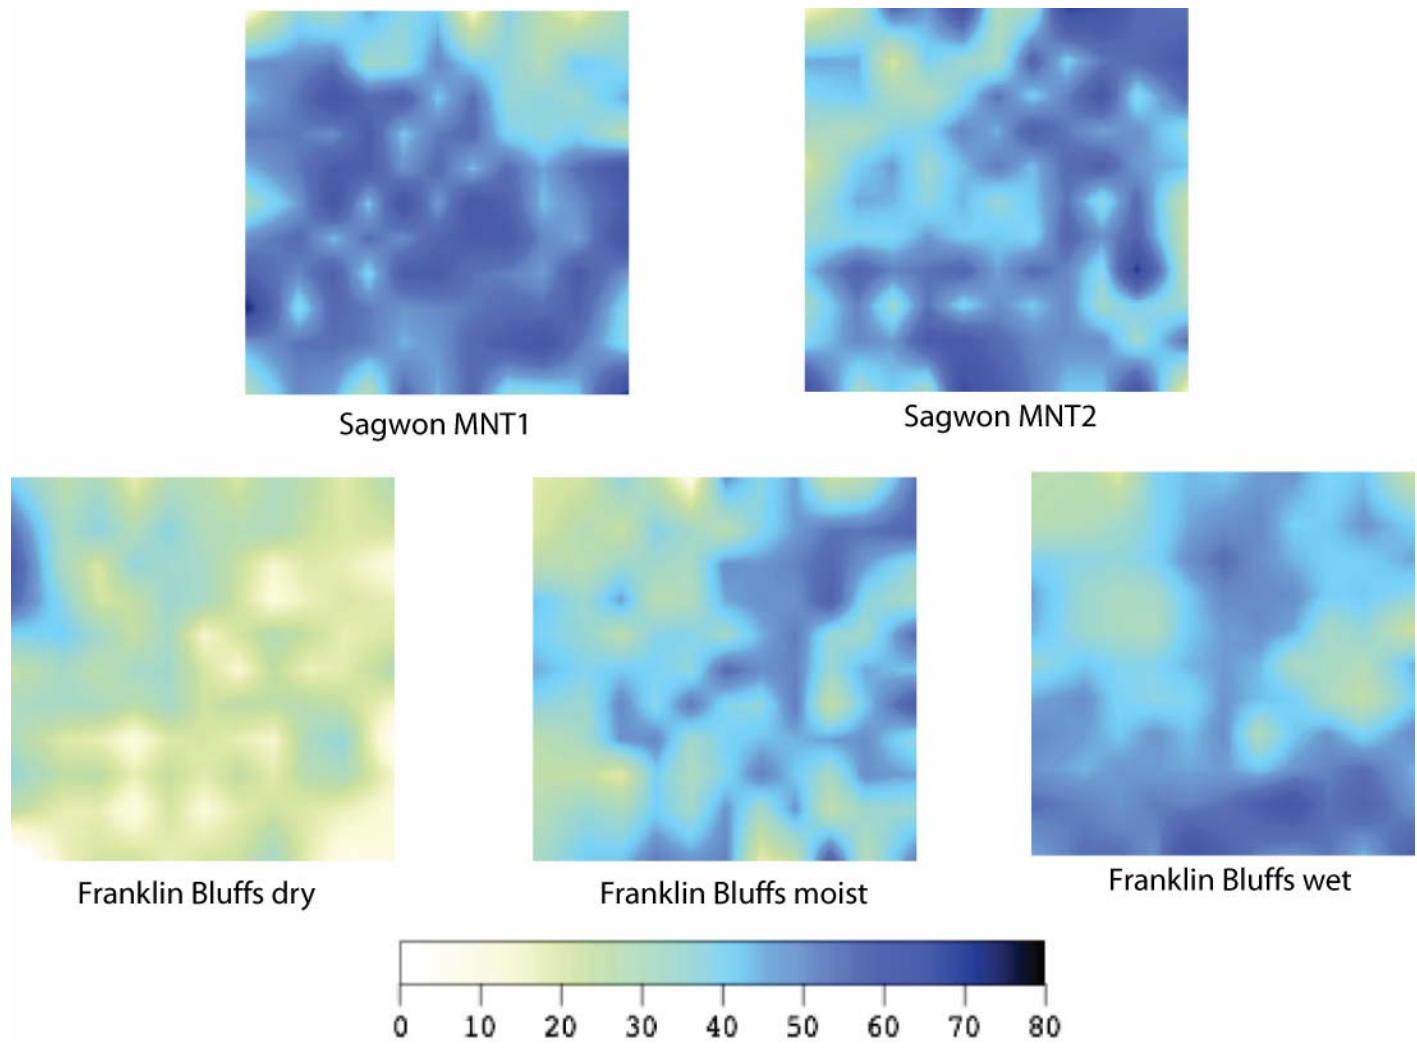 Sagwon MNT1
Sagwon MNT2
Franklin Bluffs dry
Franklin Bluffs moist
Franklin Bluffs wet
0 10 20 30 40 50 60 70 80